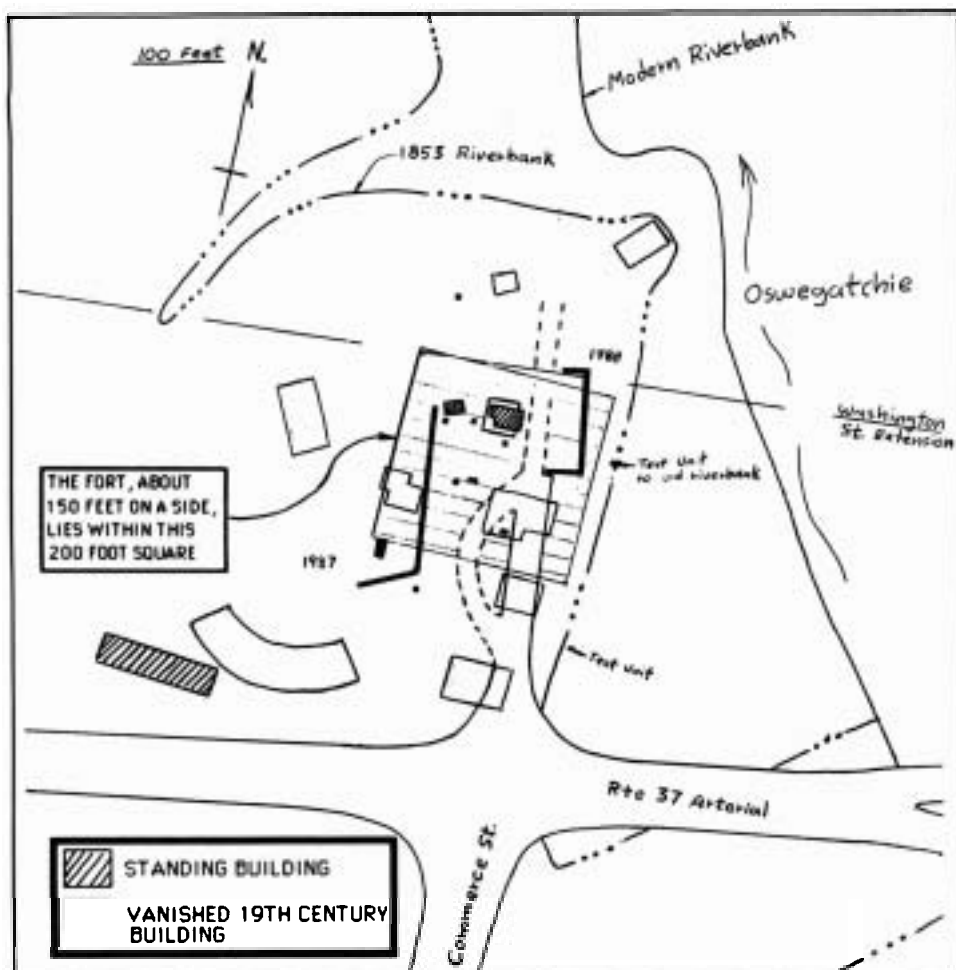 100 Feet N.
Modern Riverbank
1853 Riverbank
Oswegatchie
Washington
St. Extension
Test Unit
riverbank
THE FORT, ABOUT
150 FEET ON A SIDE,
LIES WITHIN THIS
200 FOOT SQUARE
1987
Test Unit
Rte 37 Arterial
Commerce St.
STANDING BUILDING
VANISHED 19TH CENTURY
BUILDING